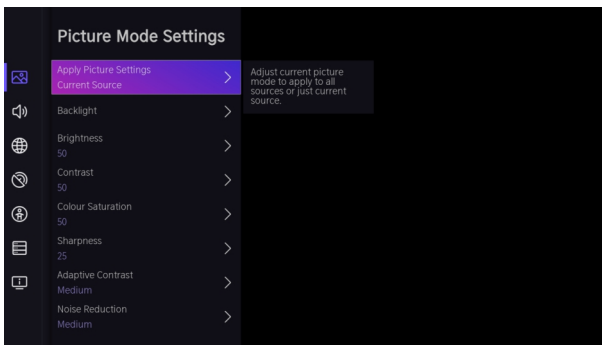 Picture Mode Settings
Apply Picture Settings
Current Source
Adjust current picture
mode to apply to all
sources or just current
source.
Backlight
Brightness
50
Contrast
50
Colour Saturation
50
Sharpness
25
Adaptive Contrast
Medium
Noise Reduction
Medium